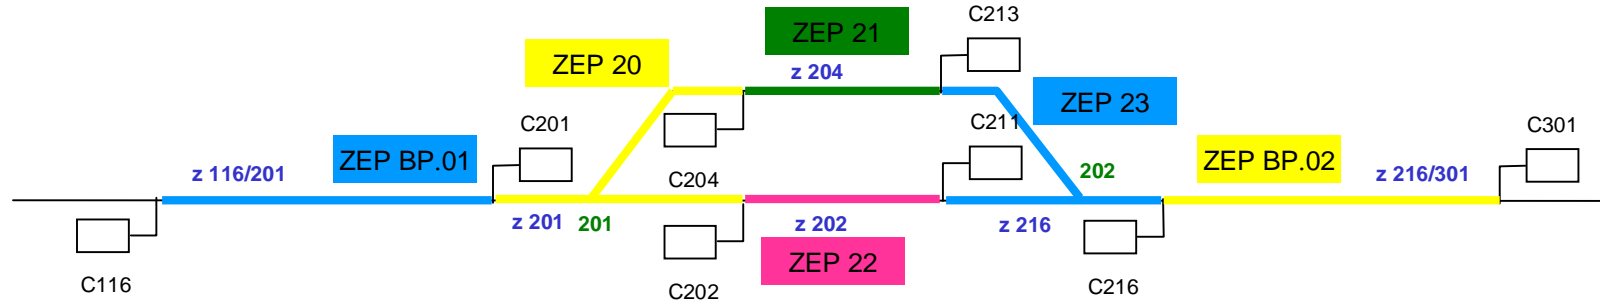 C213
ZEP 21
ZEP 20
z 204
ZEP 23
C201
C211
C301
ZEP BP.01
ZEP BP.02
z 116/201
C204
202
z 216/301
z 201
201
z 202
z 216
ZEP 22
C116
C202
C216